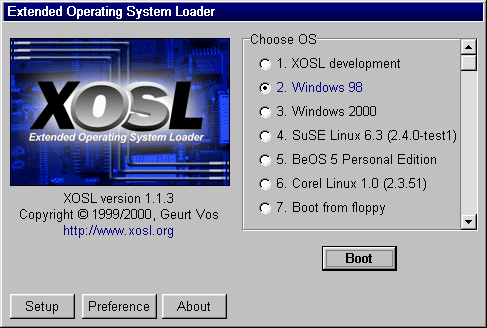 Extended Operating System Loader
XOSL
Extended Operating System Loader
XOSL version 1.1.3
Copyright © 1999/2000, Geurt Vos
http://www.xosl.org
Choose OS
1. XOSL development
2. Windows 98
3. Windows 2000
4. SuSE Linux 6.3 (2.4.0-test1)
5. BeOS 5 Personal Edition
6. Corel Linux 1.0 (2.3.51)
7. Boot from floppy
Boot
Setup Preference About